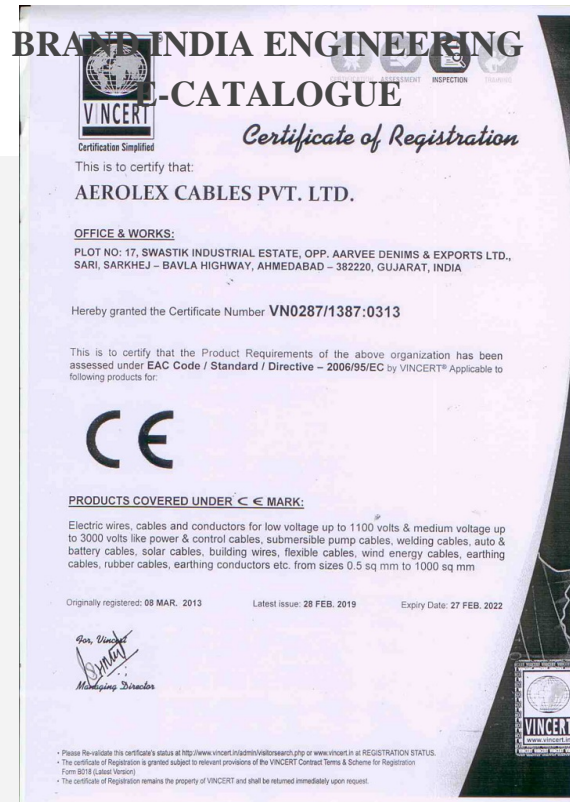 BRAND INDIA ENGINEERING
E-CATALOGUE
ASSESSMENT INSPECTION TRAINING
VINCERT
Certification Simplified
Certificate of Registration
This is to certify that:
AEROLEX CABLES PVT. LTD.
OFFICE & WORKS:
PLOT NO: 17, SWASTIK INDUSTRIAL ESTATE, OPP. AARVEE DENIMS & EXPORTS LTD.,
SARI, SARKHEJ – BAVLA HIGHWAY, AHMEDABAD – 382220, GUJARAT, INDIA
Hereby granted the Certificate Number VN0287/1387:0313
This is to certify that the Product Requirements of the above organization has been
assessed under EAC Code / Standard / Directive – 2006/95/EC by VINCERT® Applicable to
following products for:
CE
PRODUCTS COVERED UNDER C € MARK:
Electric wires, cables and conductors for low voltage up to 1100 volts & medium voltage up
to 3000 volts like power & control cables, submersible pump cables, welding cables, auto &
battery cables, solar cables, building wires, flexible cables, wind energy cables, earthing
cables, rubber cables, earthing conductors etc. from sizes 0.5 sq mm to 1000 sq mm
Originally registered: 08 MAR. 2013 Latest issue: 28 FEB. 2019 Expiry Date: 27 FEB. 2022
For, Vincert
Managing Director
VINCERT
www.vincert.in
• Please Re-validate this certificate's status at http://www.vincert.in/admin/visitorsearch.php or www.vincert.in at REGISTRATION STATUS.
• The certificate of Registration is granted subject to relevant provisions of the VINCERT Contract Terms & Scheme for Registration
Form B018 (Latest Version)
• The certificate of Registration remains the property of VINCERT and shall be returned immediately upon request.